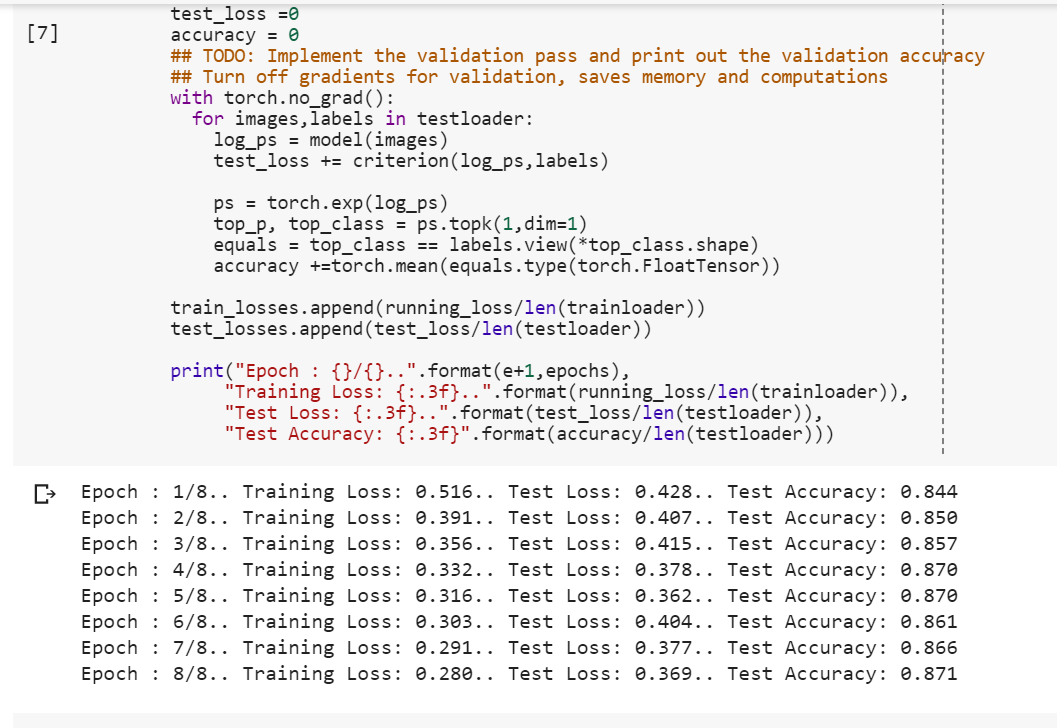 test_loss =0
[7]
accuracy = 0
## TODO: Implement the validation pass and print out the validation accuracy
## Turn off gradients for validation, saves memory and computations
with torch.no_grad():
for images,labels in testloader:
log_ps = model(images)
test_loss += criterion(log_ps,labels)
ps = torch.exp(log_ps)
top_p, top_class = ps.topk(1,dim=1)
equals = top_class == labels.view(*top_class.shape)
accuracy +=torch.mean(equals.type(torch.FloatTensor))
train_losses.append(running_loss/len(trainloader))
test_losses.append(test_loss/len(testloader))
print("Epoch : {}/{}..".format(e+1,epochs),
"Training Loss: {:.3f}..".format(running_loss/len(trainloader)),
"Test Loss: {:.3f}..".format(test_loss/len(testloader)),
"Test Accuracy: {:.3f}".format(accuracy/len(testloader)))
Epoch : 1/8.. Training Loss: 0.516.. Test Loss: 0.428.. Test Accuracy: 0.844
Epoch : 2/8.. Training Loss: 0.391.. Test Loss: 0.407.. Test Accuracy: 0.850
Epoch : 3/8.. Training Loss: 0.356.. Test Loss: 0.415.. Test Accuracy: 0.857
Epoch : 4/8.. Training Loss: 0.332.. Test Loss: 0.378.. Test Accuracy: 0.870
Epoch : 5/8.. Training Loss: 0.316.. Test Loss: 0.362.. Test Accuracy: 0.870
Epoch : 6/8.. Training Loss: 0.303.. Test Loss: 0.404.. Test Accuracy: 0.861
Epoch : 7/8.. Training Loss: 0.291.. Test Loss: 0.377.. Test Accuracy: 0.866
Epoch : 8/8.. Training Loss: 0.280.. Test Loss: 0.369.. Test Accuracy: 0.871